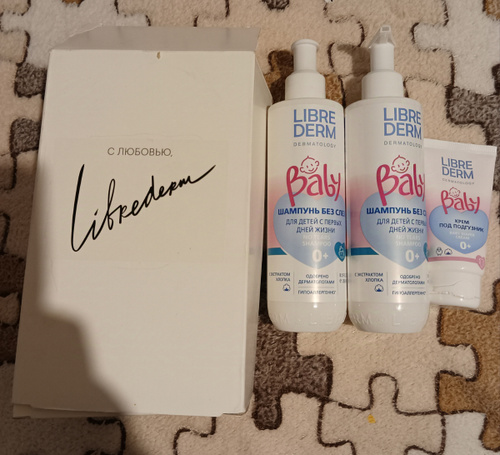 С ЛЮБОВЬЮ,
Librederm
LIBRE
DERM
DERMATOLOGY
Baby
ШАМПУНЬ БЕЗ СЛЕЗ
ДЛЯ ДЕТЕЙ С ПЕРВЫХ
ДНЕЙ ЖИЗНИ
0+
С ЭКСТРАКТОМ
ХЛОПКА
ОДОБРЕНО
ДЕРМАТОЛОГАМИ
ГИПОАЛЛЕРГЕННО
LIBRE
DERM
DERMATOLOGY
Baby
ШАМПУНЬ БЕЗ СЛЕЗ
ДЛЯ ДЕТЕЙ С ПЕРВЫХ
ДНЕЙ ЖИЗНИ
0+
С ЭКСТРАКТОМ
ХЛОПКА
ОДОБРЕНО
ДЕРМАТОЛОГАМИ
ГИПОАЛЛЕРГЕННО
LIBRE
DERM
Baby
КРЕМ
ПОД ПОДГУЗНИК
0+